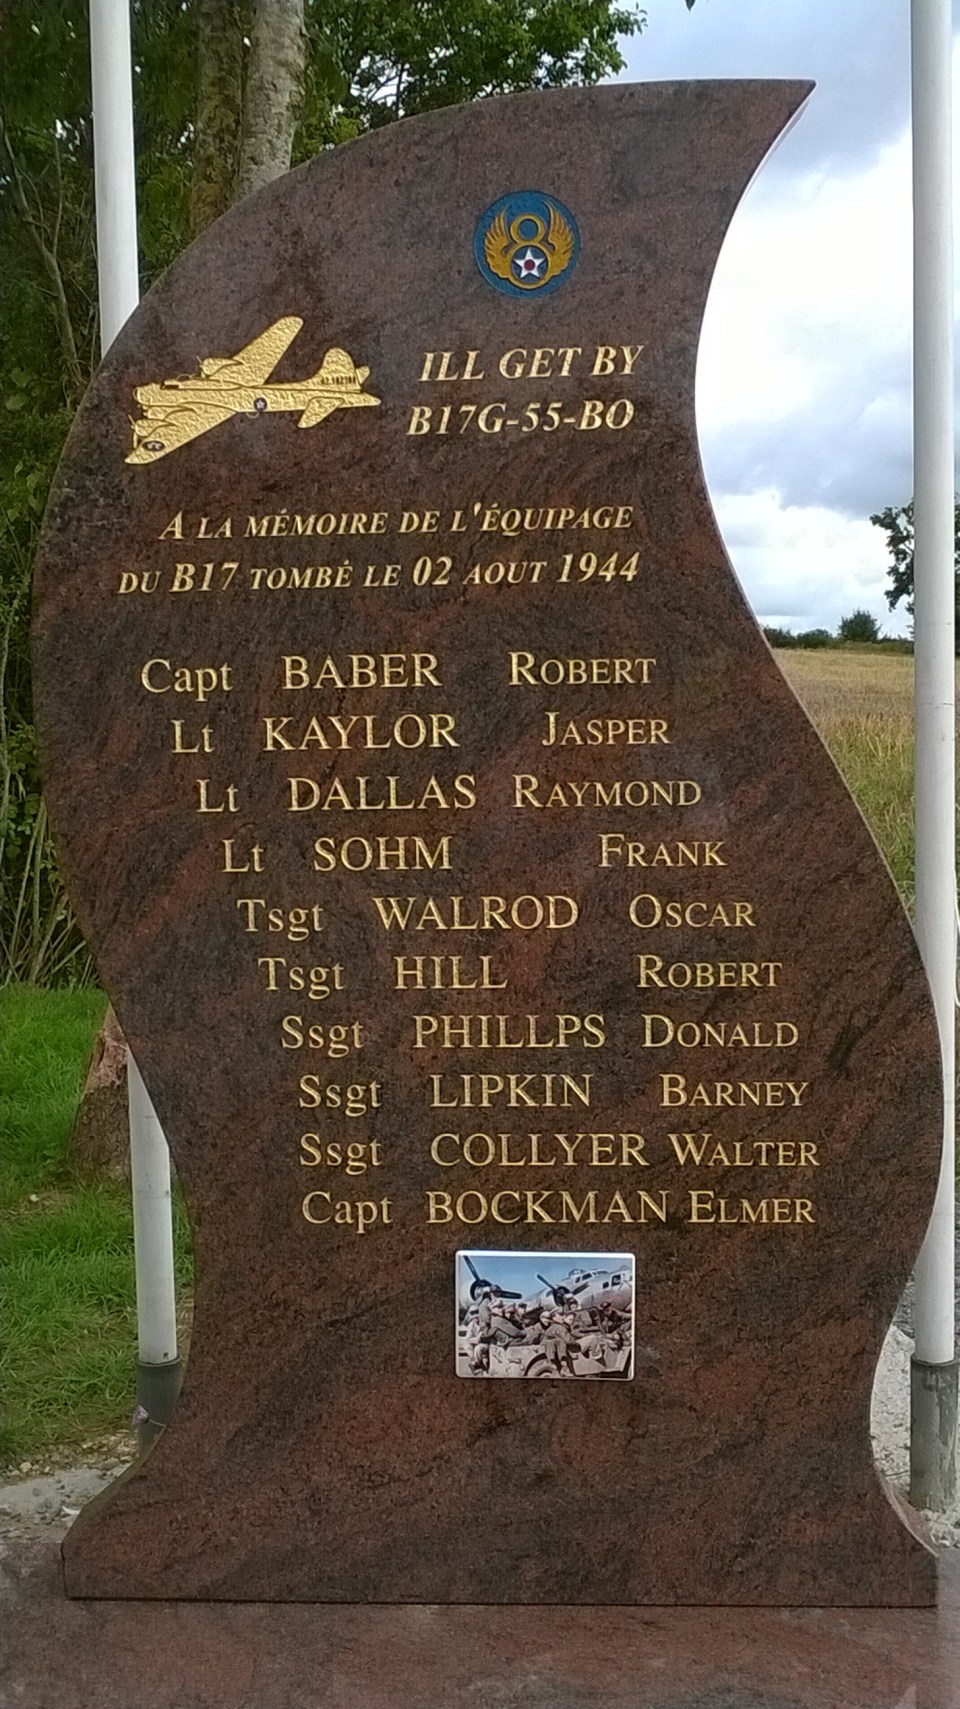 ILL GET BY
B17G-55-BO
A LA MÉMOIRE DE L'ÉQUIPAGE
DU B17 TOMBÉ LE 02 AOUT 1944
Capt BABER ROBERT
Lt KAYLOR JASPER
Lt DALLAS RAYMOND
Lt SOHM FRANK
Tsgt WALROD OSCAR
Tsgt HILL ROBERT
Ssgt PHILLPS DONALD
Ssgt LIPKIN BARNEY
Ssgt COLLYER WALTER
Capt BOCKMAN ELMER